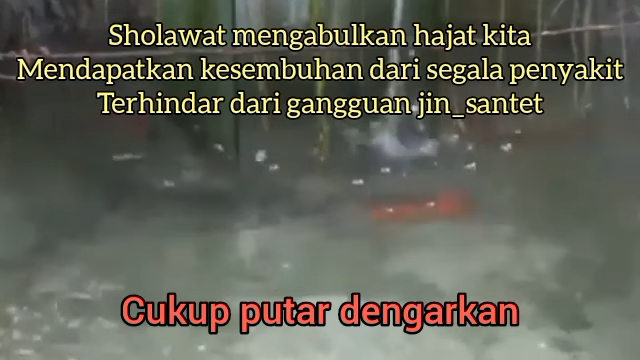 Sholawat mengabulkan hajat kita
Mendapatkan kesembuhan dari segala penyakit
Terhindar dari gangguan jin_santet
Cukup putar dengarkan